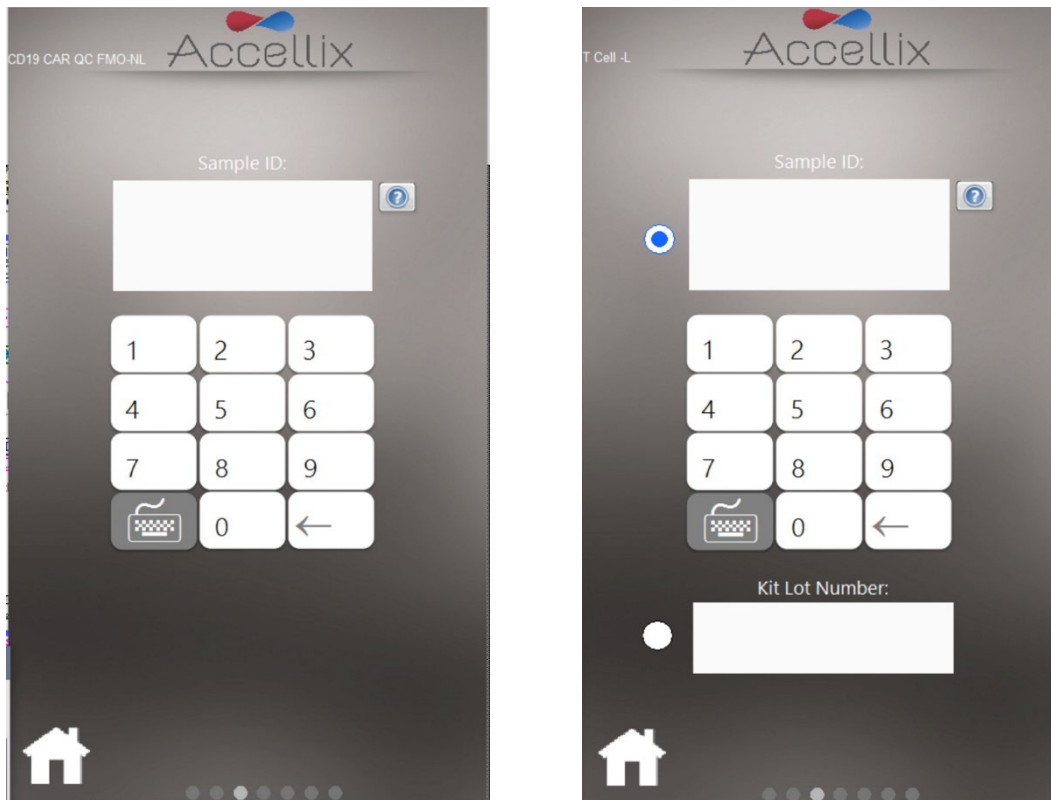 Accellix
CD19 CAR QC FMO-NL
Sample ID:
1 2 3
4 5 6
7 8 9
0 ←
Accellix
T Cell -L
Sample ID:
1 2 3
4 5 6
7 8 9
0 ←
Kit Lot Number: